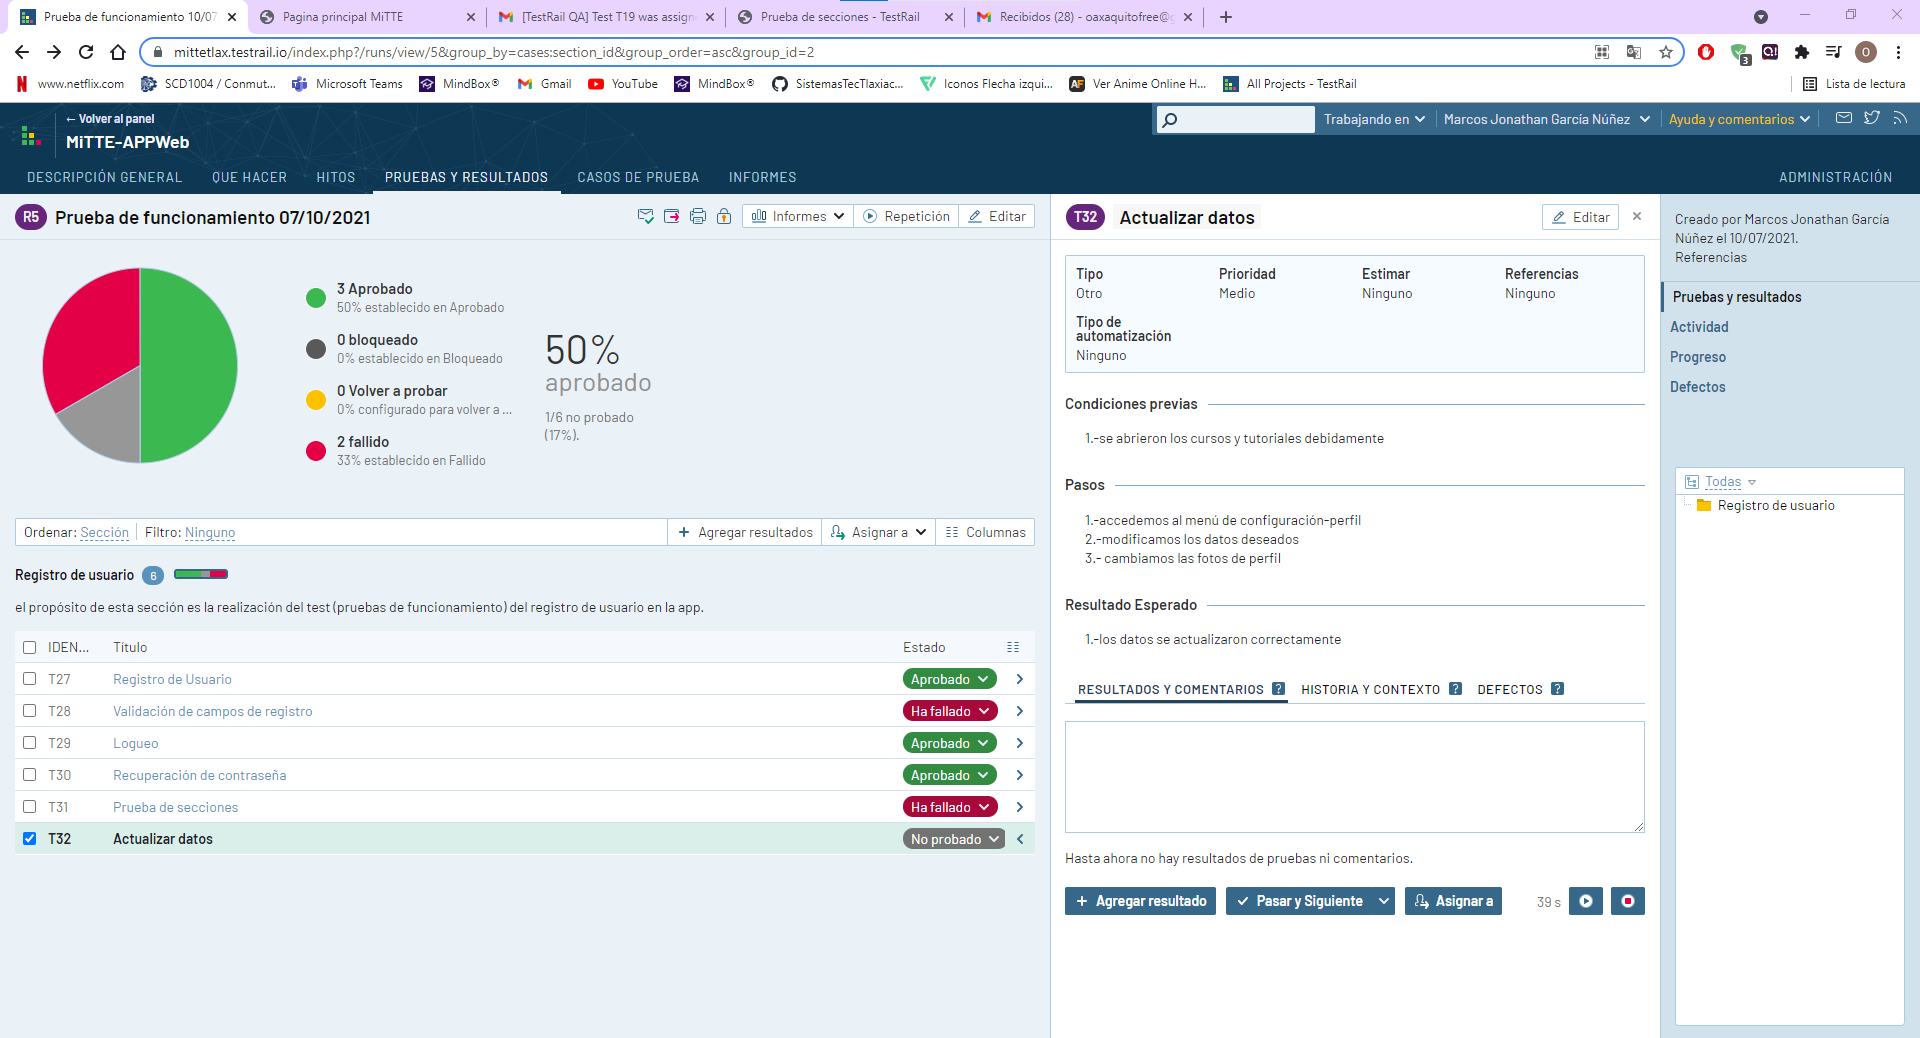 Prueba de funcionamiento 10/07
Pagina principal MiTTE
[TestRail QA] Test T19 was assign
Prueba de secciones - TestRail
Recibidos (28) - oaxaquitofree@g
mittetlax.testrail.io/index.php?/runs/view/5&group_by=cases:section_id&group_order=asc&group_id=2
3
O
www.netflix.com
SCD1004 / Conmut...
Microsoft Teams
MindBox®
Gmail
YouTube
MindBox®
SistemasTecTlaxiac...
Iconos Flecha izqui...
Ver Anime Online H...
All Projects - TestRail
Lista de lectura
← Volver al panel
MiTTE-APPWeb
Trabajando en
Marcos Jonathan García Núñez
Ayuda y comentarios
DESCRIPCIÓN GENERAL
QUE HACER
HITOS
PRUEBAS Y RESULTADOS
CASOS DE PRUEBA
INFORMES
ADMINISTRACIÓN
R5 Prueba de funcionamiento 07/10/2021
Informes
Repetición
Editar
3 Aprobado
50% establecido en Aprobado
0 bloqueado
0% establecido en Bloqueado
0 Volver a probar
0% configurado para volver a ...
2 fallido
33% establecido en Fallido
50%
aprobado
1/6 no probado
(17%).
Ordenar: Sección
Filtro: Ninguno
Agregar resultados
Asignar a
Columnas
Registro de usuario 6
el propósito de esta sección es la realización del test (pruebas de funcionamiento) del registro de usuario en la app.
IDEN... Título Estado
T27 Registro de Usuario Aprobado
T28 Validación de campos de registro Ha fallado
T29 Logueo Aprobado
T30 Recuperación de contraseña Aprobado
T31 Prueba de secciones Ha fallado
T32 Actualizar datos No probado
T32 Actualizar datos
Editar
×
Tipo
Otro
Prioridad
Medio
Estimar
Ninguno
Referencias
Ninguno
Tipo de
automatización
Ninguno
Condiciones previas
1.-se abrieron los cursos y tutoriales debidamente
Pasos
1.-accedemos al menú de configuración-perfil
2.-modificamos los datos deseados
3.- cambiamos las fotos de perfil
Resultado Esperado
1.-los datos se actualizaron correctamente
RESULTADOS Y COMENTARIOS ?
HISTORIA Y CONTEXTO ?
DEFECTOS ?
Hasta ahora no hay resultados de pruebas ni comentarios.
Agregar resultado
Pasar y Siguiente
Asignar a
39 s
Creado por Marcos Jonathan García
Núñez el 10/07/2021.
Referencias
Pruebas y resultados
Actividad
Progreso
Defectos
Todas
Registro de usuario